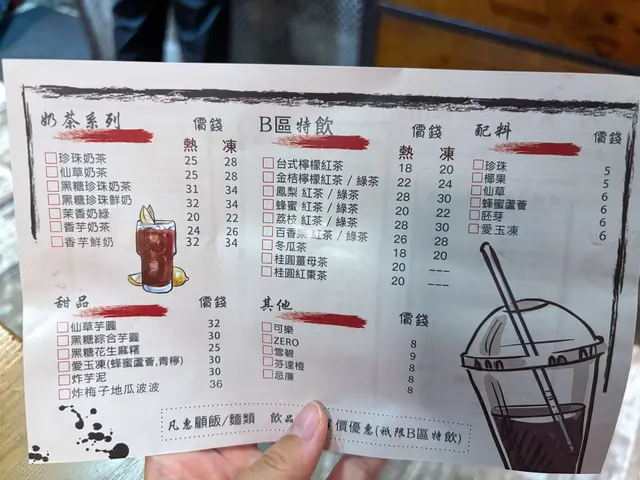 奶茶系列 價錢
熱 凍
珍珠奶茶 25 28
仙草奶茶 25 28
黑糖珍珠奶茶 31 34
黑糖珍珠鮮奶 32 34
茉香奶綠 20 22
香芋奶茶 24 26
香芋鮮奶 32 34
B區特飲 價錢
熱 凍
台式檸檬紅茶 18 20
金桔檸檬紅茶 / 綠茶 22 24
鳳梨 紅茶 / 綠茶 28 30
蜂蜜 紅茶 / 綠茶 20 22
荔枝 紅茶 / 綠茶 28 30
百香果 紅茶 / 綠茶 26 28
冬瓜茶 18 20
桂圓薑母茶 20 ---
桂圓紅棗茶 20 ---
配料 價錢
珍珠 5
椰果 5
仙草 6
蜂蜜蘆薈 6
胚芽 6
愛玉凍 6
甜品 價錢
仙草芋圓 32
黑糖綜合芋圓 30
黑糖花生麻糬 25
愛玉凍(蜂蜜蘆薈,青檸) 30
炸芋泥 25
炸梅子地瓜波波 36
其他 價錢
可樂 8
ZERO 9
雪碧 8
芬達橙 8
忌廉 8
凡惠顧飯/麵類 飲品 價優惠(祇限B區特飲)